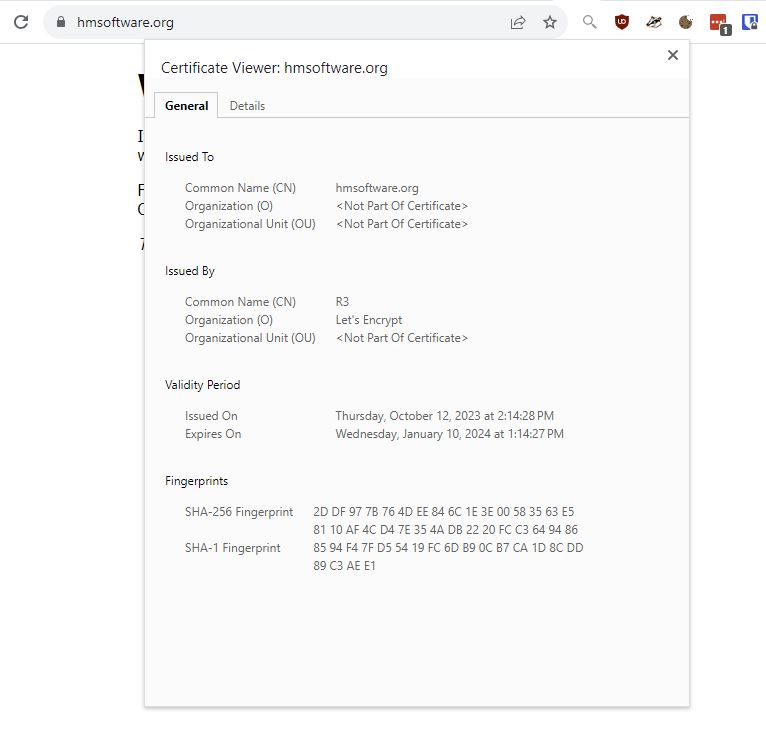 hmsoftware.org
1
Certificate Viewer: hmsoftware.org
General Details
Issued To
Common Name (CN) hmsoftware.org
Organization (O) <Not Part Of Certificate>
Organizational Unit (OU) <Not Part Of Certificate>
Issued By
Common Name (CN) R3
Organization (O) Let's Encrypt
Organizational Unit (OU) <Not Part Of Certificate>
Validity Period
Issued On Thursday, October 12, 2023 at 2:14:28 PM
Expires On Wednesday, January 10, 2024 at 1:14:27 PM
Fingerprints
SHA-256 Fingerprint 2D DF 97 7B 76 4D EE 84 6C 1E 3E 00 58 35 63 E5
81 10 AF 4C D4 7E 35 4A DB 22 20 FC C3 64 94 86
SHA-1 Fingerprint 85 94 F4 7F D5 54 19 FC 6D B9 0C B7 CA 1D 8C DD
89 C3 AE E1